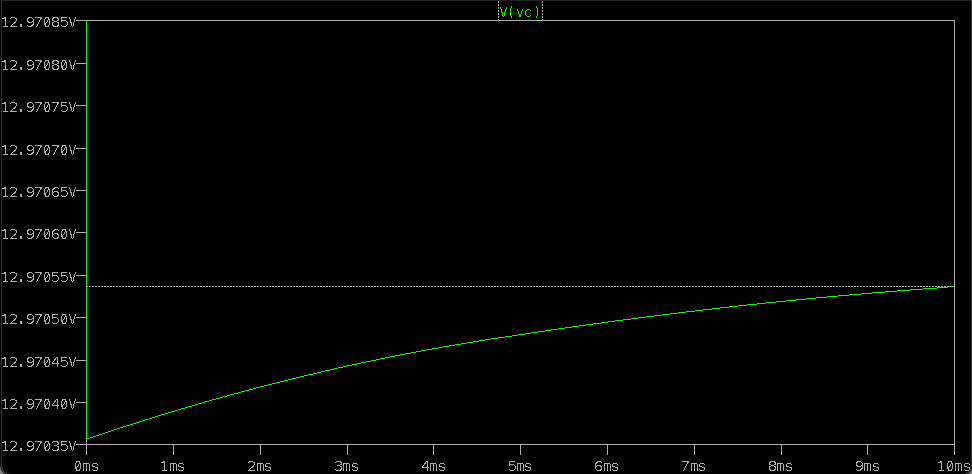 V(vc)
12.97085V
12.97080V
12.97075V
12.97070V
12.97065V
12.97060V
12.97055V
12.97050V
12.97045V
12.97040V
12.97035V
0ms 1ms 2ms 3ms 4ms 5ms 6ms 7ms 8ms 9ms 10ms